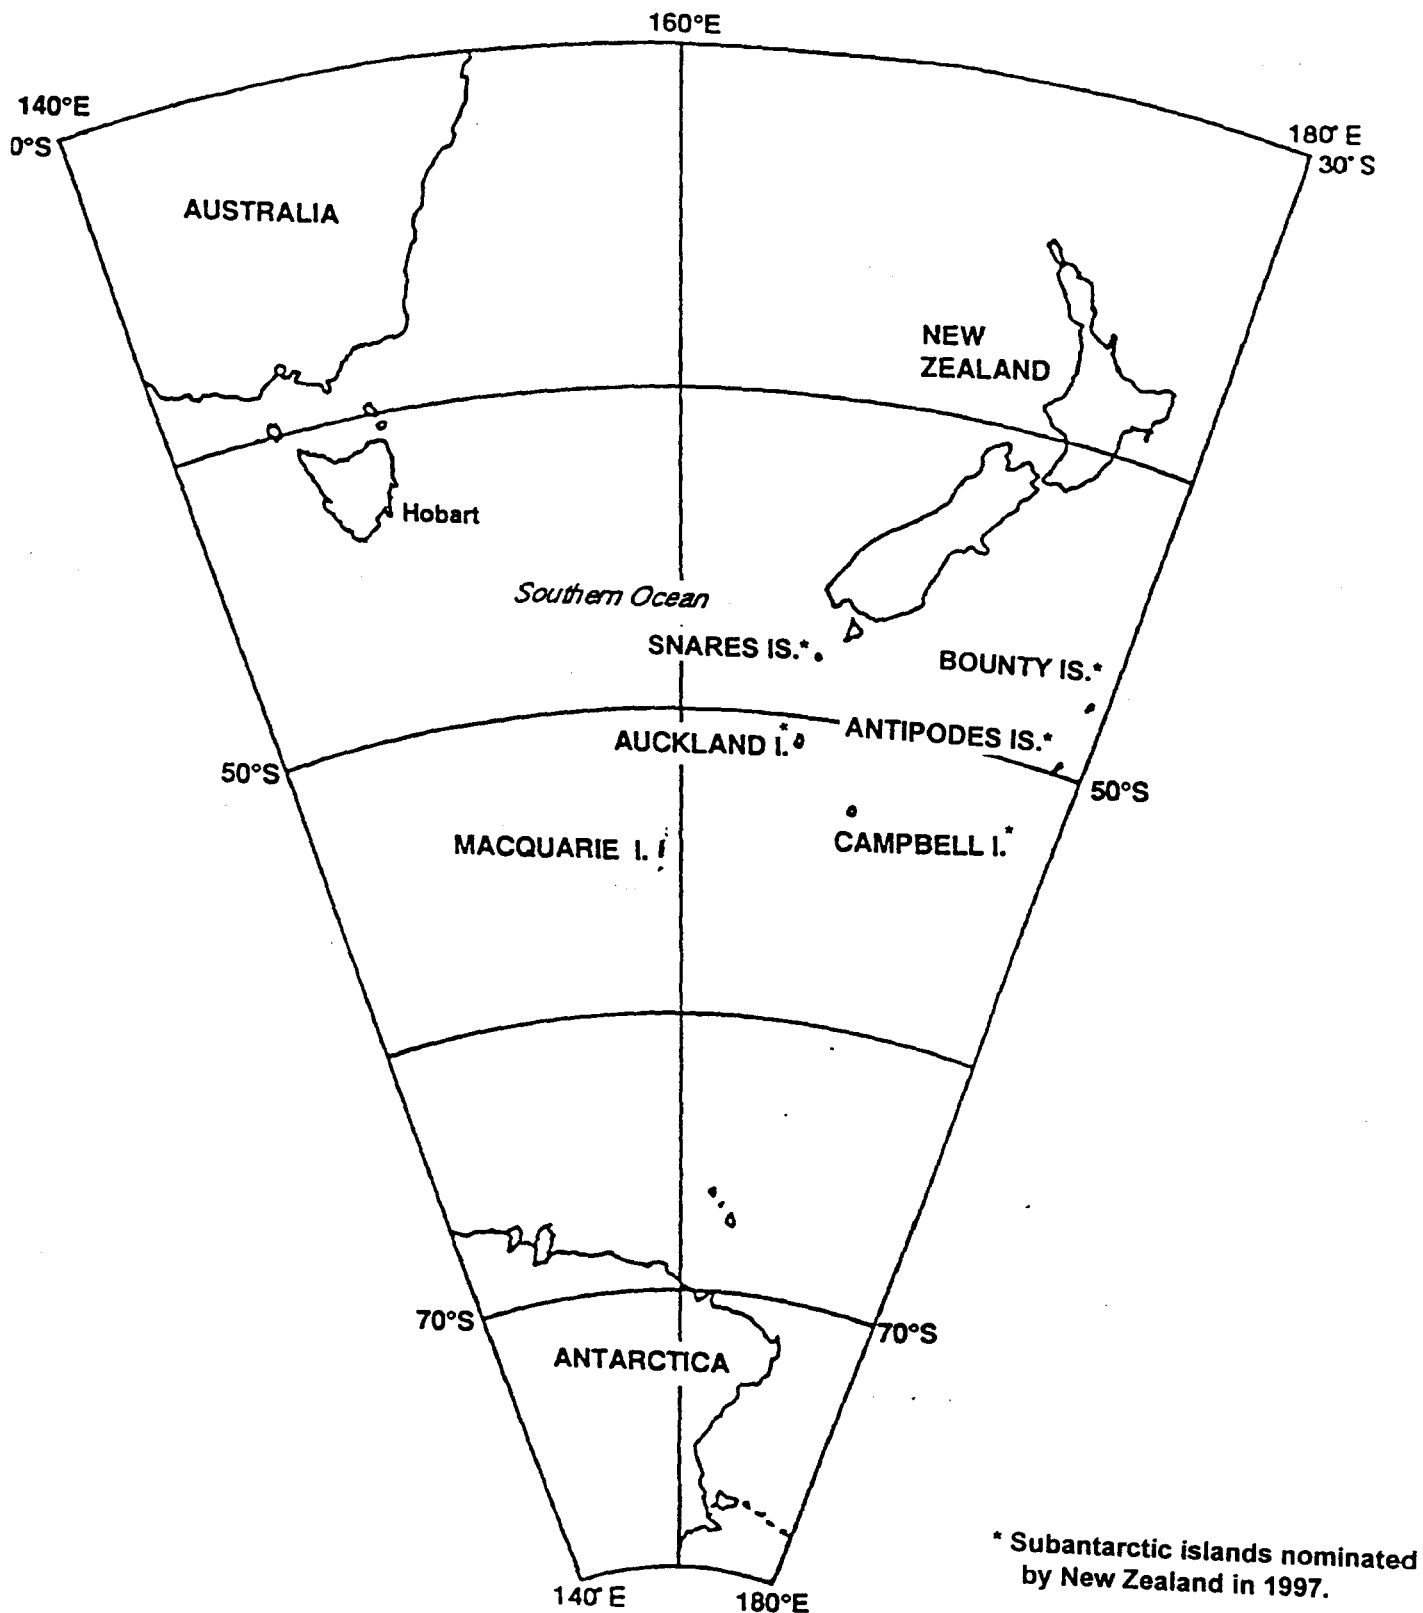 160°E
140°E
0°S
180° E
30° S
AUSTRALIA
NEW
ZEALAND
Hobart
Southern Ocean
SNARES IS.*
BOUNTY IS.*
ANTIPODES IS.*
AUCKLAND I.*
50°S
50°S
MACQUARIE I.
CAMPBELL I.*
70°S
70°S
ANTARCTICA
* Subantarctic islands nominated
by New Zealand in 1997.
140° E
180°E